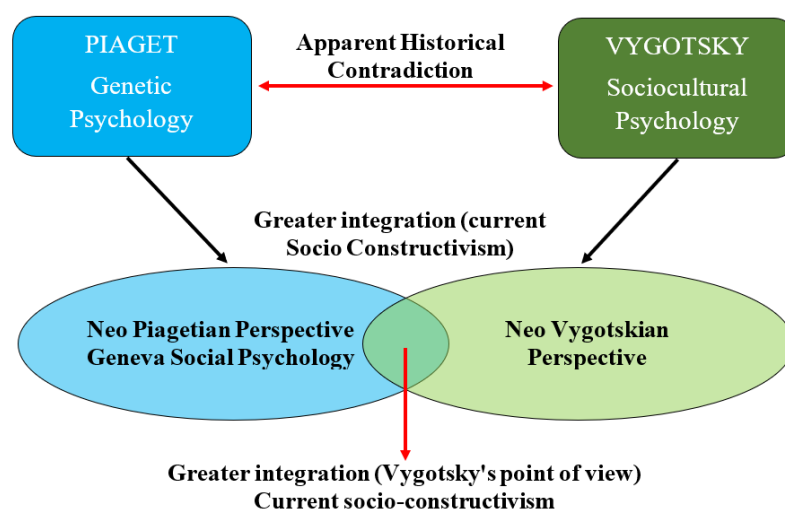 PIAGET
Genetic
Psychology
Apparent Historical
Contradiction
VYGOTSKY
Sociocultural
Psychology
Greater integration (current
Socio Constructivism)
Neo Piagetian Perspective
Geneva Social Psychology
Neo Vygotskian
Perspective
Greater integration (Vygotsky's point of view)
Current socio-constructivism